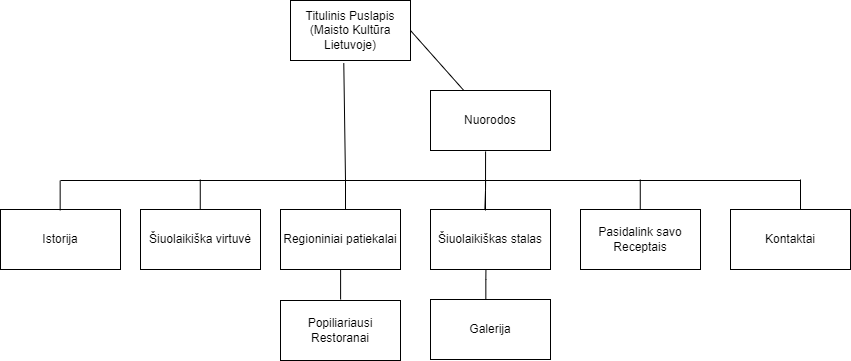 Titulinis Puslapis
(Maisto Kultūra
Lietuvoje)
Nuorodos
Istorija
Šiuolaikiška virtuvė
Regioniniai patiekalai
Šiuolaikiškas stalas
Pasidalink savo
Receptais
Kontaktai
Popiliariausi
Restoranai
Galerija